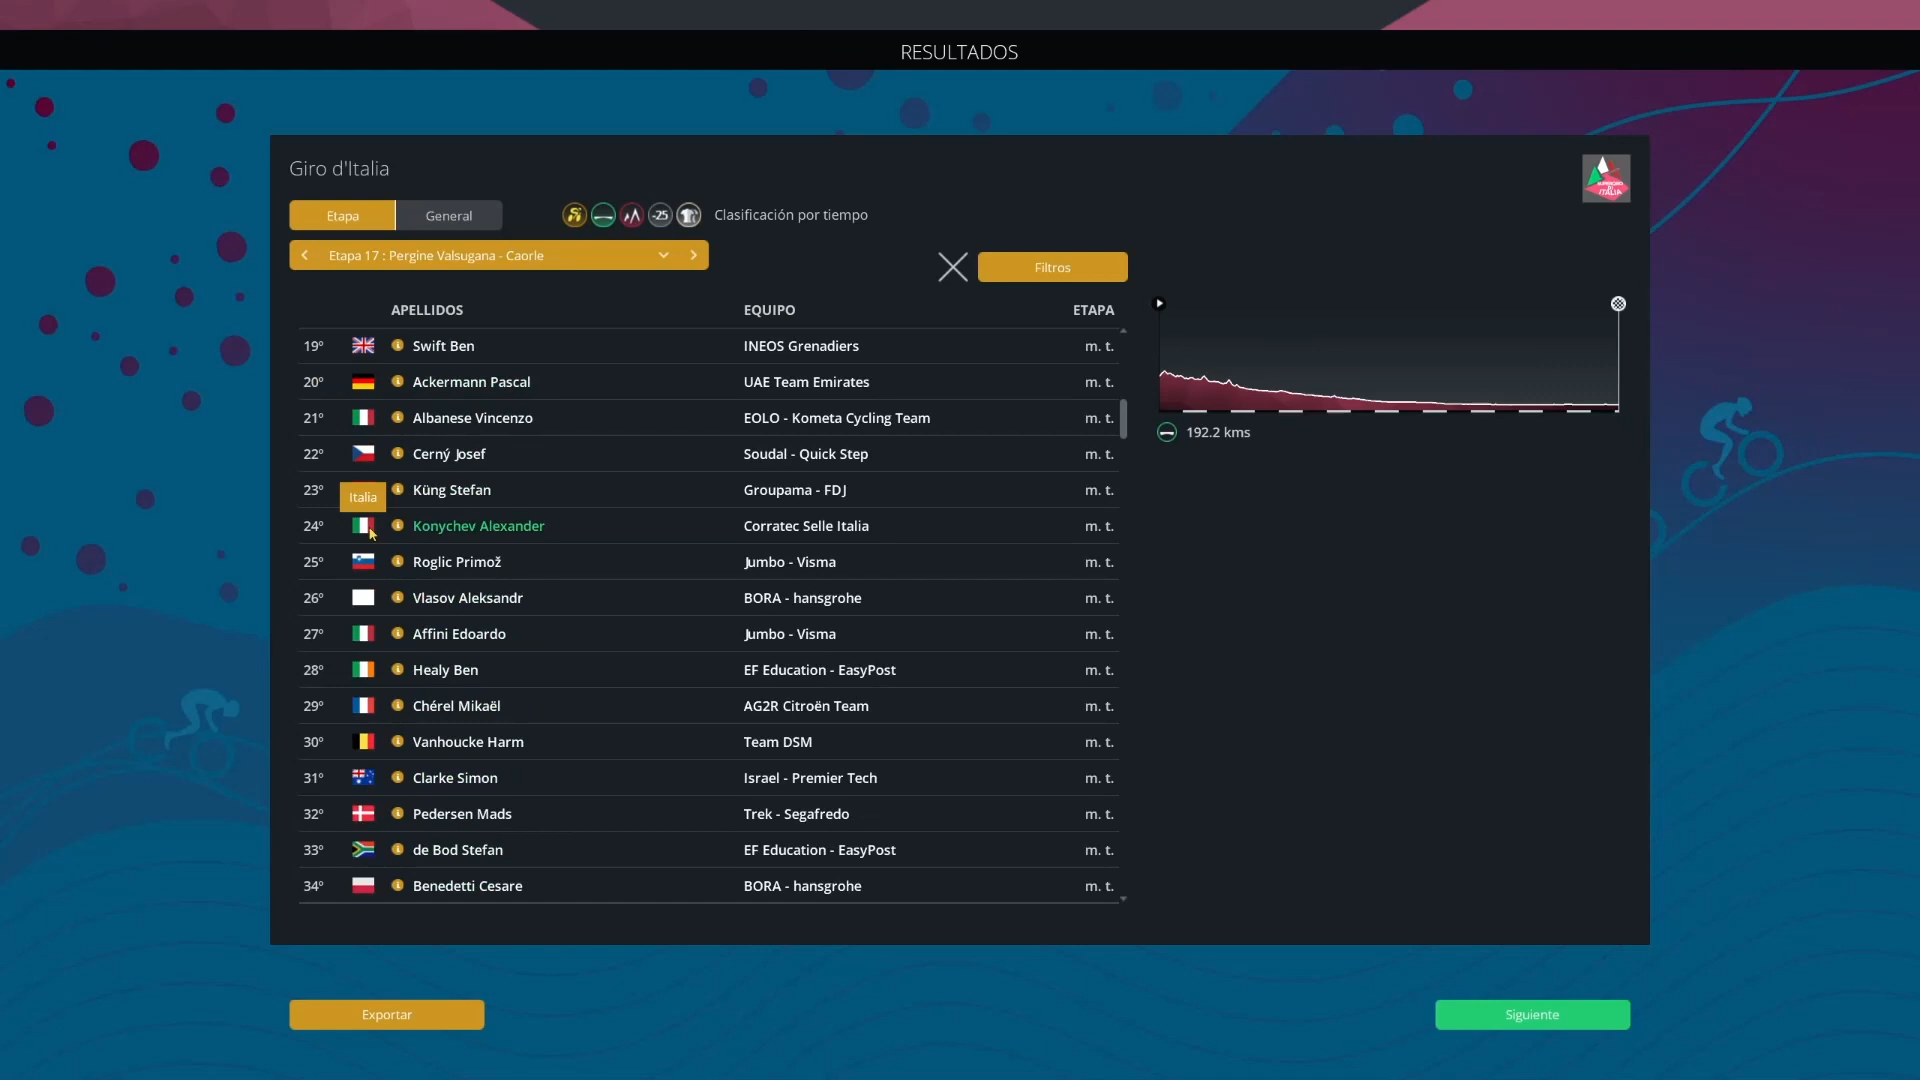 RESULTADOS
Giro d'Italia
Etapa General -25 Clasificación por tiempo
Etapa 17 : Pergine Valsugana - Caorle
Filtros
APELLIDOS EQUIPO ETAPA
19º Swift Ben INEOS Grenadiers m. t.
20º Ackermann Pascal UAE Team Emirates m. t.
21º Albanese Vincenzo EOLO - Kometa Cycling Team m. t.
22º Cerný Josef Soudal - Quick Step m. t.
23º Küng Stefan Groupama - FDJ m. t.
Italia
24º Konychev Alexander Corratec Selle Italia m. t.
25º Roglic Primož Jumbo - Visma m. t.
26º Vlasov Aleksandr BORA - hansgrohe m. t.
27º Affini Edoardo Jumbo - Visma m. t.
28º Healy Ben EF Education - EasyPost m. t.
29º Chérel Mikaël AG2R Citroën Team m. t.
30º Vanhoucke Harm Team DSM m. t.
31º Clarke Simon Israel - Premier Tech m. t.
32º Pedersen Mads Trek - Segafredo m. t.
33º de Bod Stefan EF Education - EasyPost m. t.
34º Benedetti Cesare BORA - hansgrohe m. t.
192.2 kms
Exportar
Siguiente